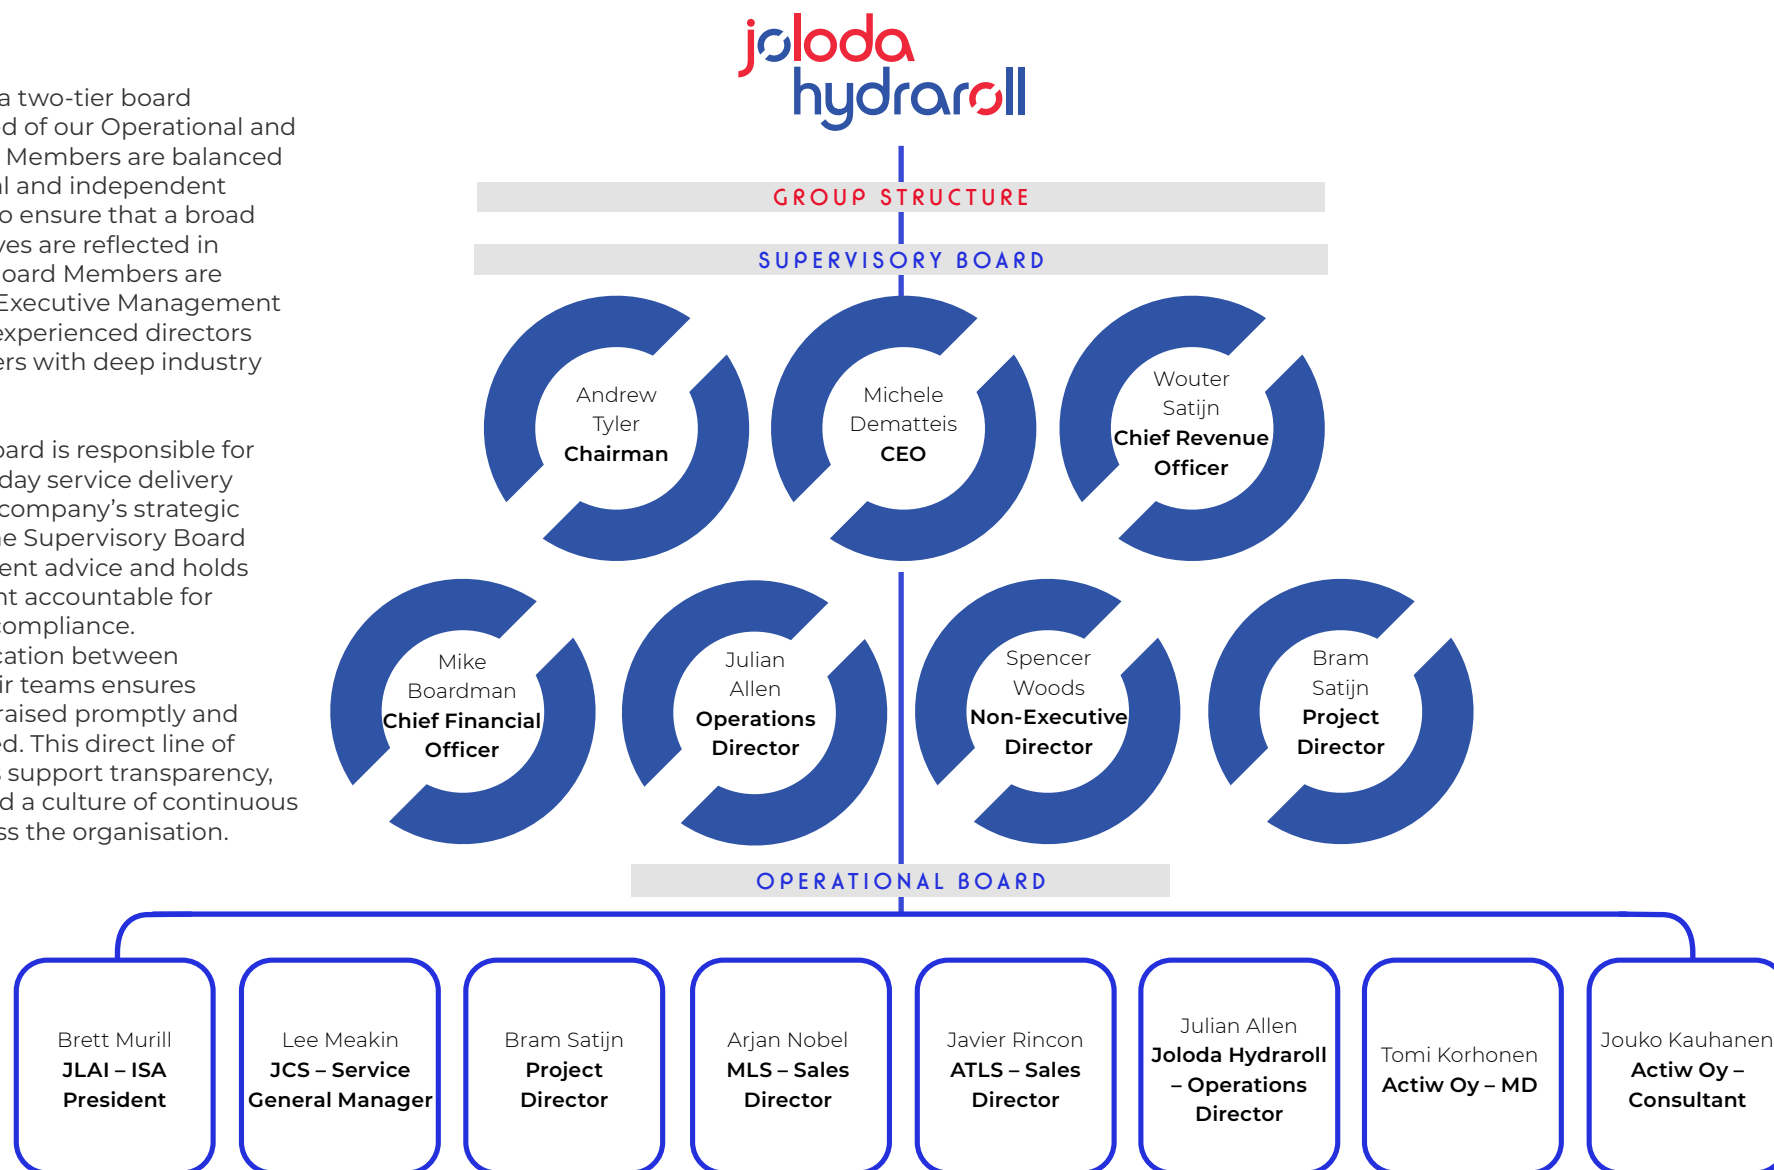 joloda
hydraroll
a two-tier board
ed of our Operational and
Members are balanced
al and independent
o ensure that a broad
ves are reflected in
oard Members are
Executive Management
experienced directors
ers with deep industry
oard is responsible for
day service delivery
company's strategic
he Supervisory Board
ent advice and holds
nt accountable for
compliance.
cation between
ir teams ensures
raised promptly and
ed. This direct line of
s support transparency,
d a culture of continuous
ss the organisation.
GROUP STRUCTURE
SUPERVISORY BOARD
Andrew
Tyler
Chairman
Michele
Dematteis
CEO
Wouter
Satijn
Chief Revenue
Officer
Mike
Boardman
Chief Financial
Officer
Julian
Allen
Operations
Director
Spencer
Woods
Non-Executive
Director
Bram
Satijn
Project
Director
OPERATIONAL BOARD
Brett Murill
JLAI – ISA
President
Lee Meakin
JCS – Service
General Manager
Bram Satijn
Project
Director
Arjan Nobel
MLS – Sales
Director
Javier Rincon
ATLS – Sales
Director
Julian Allen
Joloda Hydraroll
– Operations
Director
Tomi Korhonen
Actiw Oy – MD
Jouko Kauhanen
Actiw Oy –
Consultant